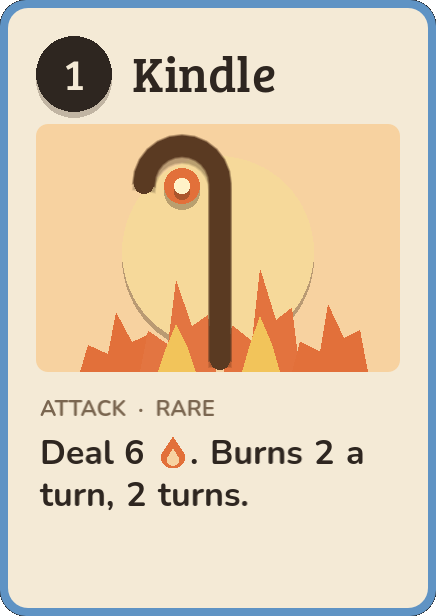 1 Kindle
ATTACK · RARE
Deal 6 . Burns 2 a
turn, 2 turns.